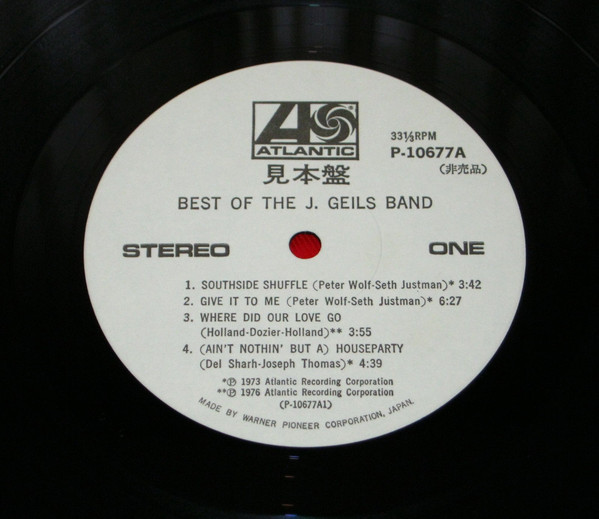 ATLANTIC
33⅓RPM
P-10677A
見本盤
(非売品)
BEST OF THE J. GEILS BAND
STEREO
ONE
1. SOUTHSIDE SHUFFLE (Peter Wolf-Seth Justman)* 3:42
2. GIVE IT TO ME (Peter Wolf-Seth Justman)* 6:27
3. WHERE DID OUR LOVE GO
(Holland-Dozier-Holland)** 3:55
4. (AIN'T NOTHIN' BUT A) HOUSEPARTY
(Del Sharh-Joseph Thomas)* 4:39
*Ⓟ 1973 Atlantic Recording Corporation
**Ⓟ 1976 Atlantic Recording Corporation
(P-10677A1)
MADE BY WARNER PIONEER CORPORATION, JAPAN.